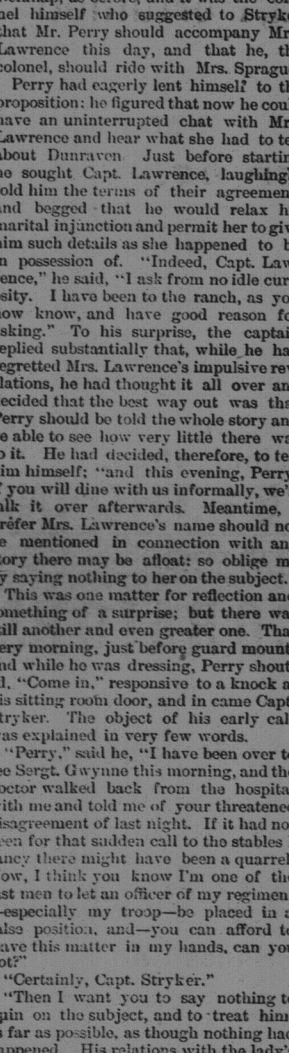 nel himself who suggested to Stryke
that Mr. Perry should accompany Mr
Lawrence this day, and that he, th
colonel, should ride with Mrs. Spragu
Perry had eagerly lent himself to th
proposition: he figured that now he cou
have an uninterrupted chat with Mr
Lawrence and hear what she had to te
about Dunraven Just before startin
he sought Capt. Lawrence, laughingl
told him the terms of their agreemen
and begged that he would relax h
marital injunction and permit her to giv
him such details as she happened to b
in possession of. "Indeed, Capt. Law
rence," he said, "I ask from no idle curi
osity. I have been to the ranch, as yo
now know, and have good reason fo
asking." To his surprise, the captai
replied substantially that, while he ha
regretted Mrs. Lawrence's impulsive rev
lations, he had thought it all over an
decided that the best way out was tha
Perry should be told the whole story an
be able to see how very little there wa
to it. He had decided, therefore, to te
him himself; "and this evening, Perry
if you will dine with us informally, we'
talk it over afterwards. Meantime,
prefer Mrs. Lawrence's name should no
be mentioned in connection with an
story there may be afloat: so oblige m
by saying nothing to her on the subject.
This was one matter for reflection and
something of a surprise; but there wa
still another and even greater one. Tha
very morning, just before guard mount
and while he was dressing, Perry shout
ed, "Come in," responsive to a knock a
his sitting room door, and in came Capt
Stryker. The object of his early cal
was explained in very few words.
"Perry," said he, "I have been over to
see Sergt. Gwynne this morning, and the
doctor walked back from the hospita
with me and told me of your threatene
disagreement of last night. If it had no
been for that sudden call to the stables
fancy there might have been a quarrel
Now, I think you know I'm one of the
last men to let an officer of my regimen
—especially my troop—be placed in a
false position, and—you can afford to
leave this matter in my hands, can you
not?"
"Certainly, Capt. Stryker."
"Then I want you to say nothing to
quin on the subject, and to treat him
as far as possible, as though nothing had
happened. His relations with the lady's